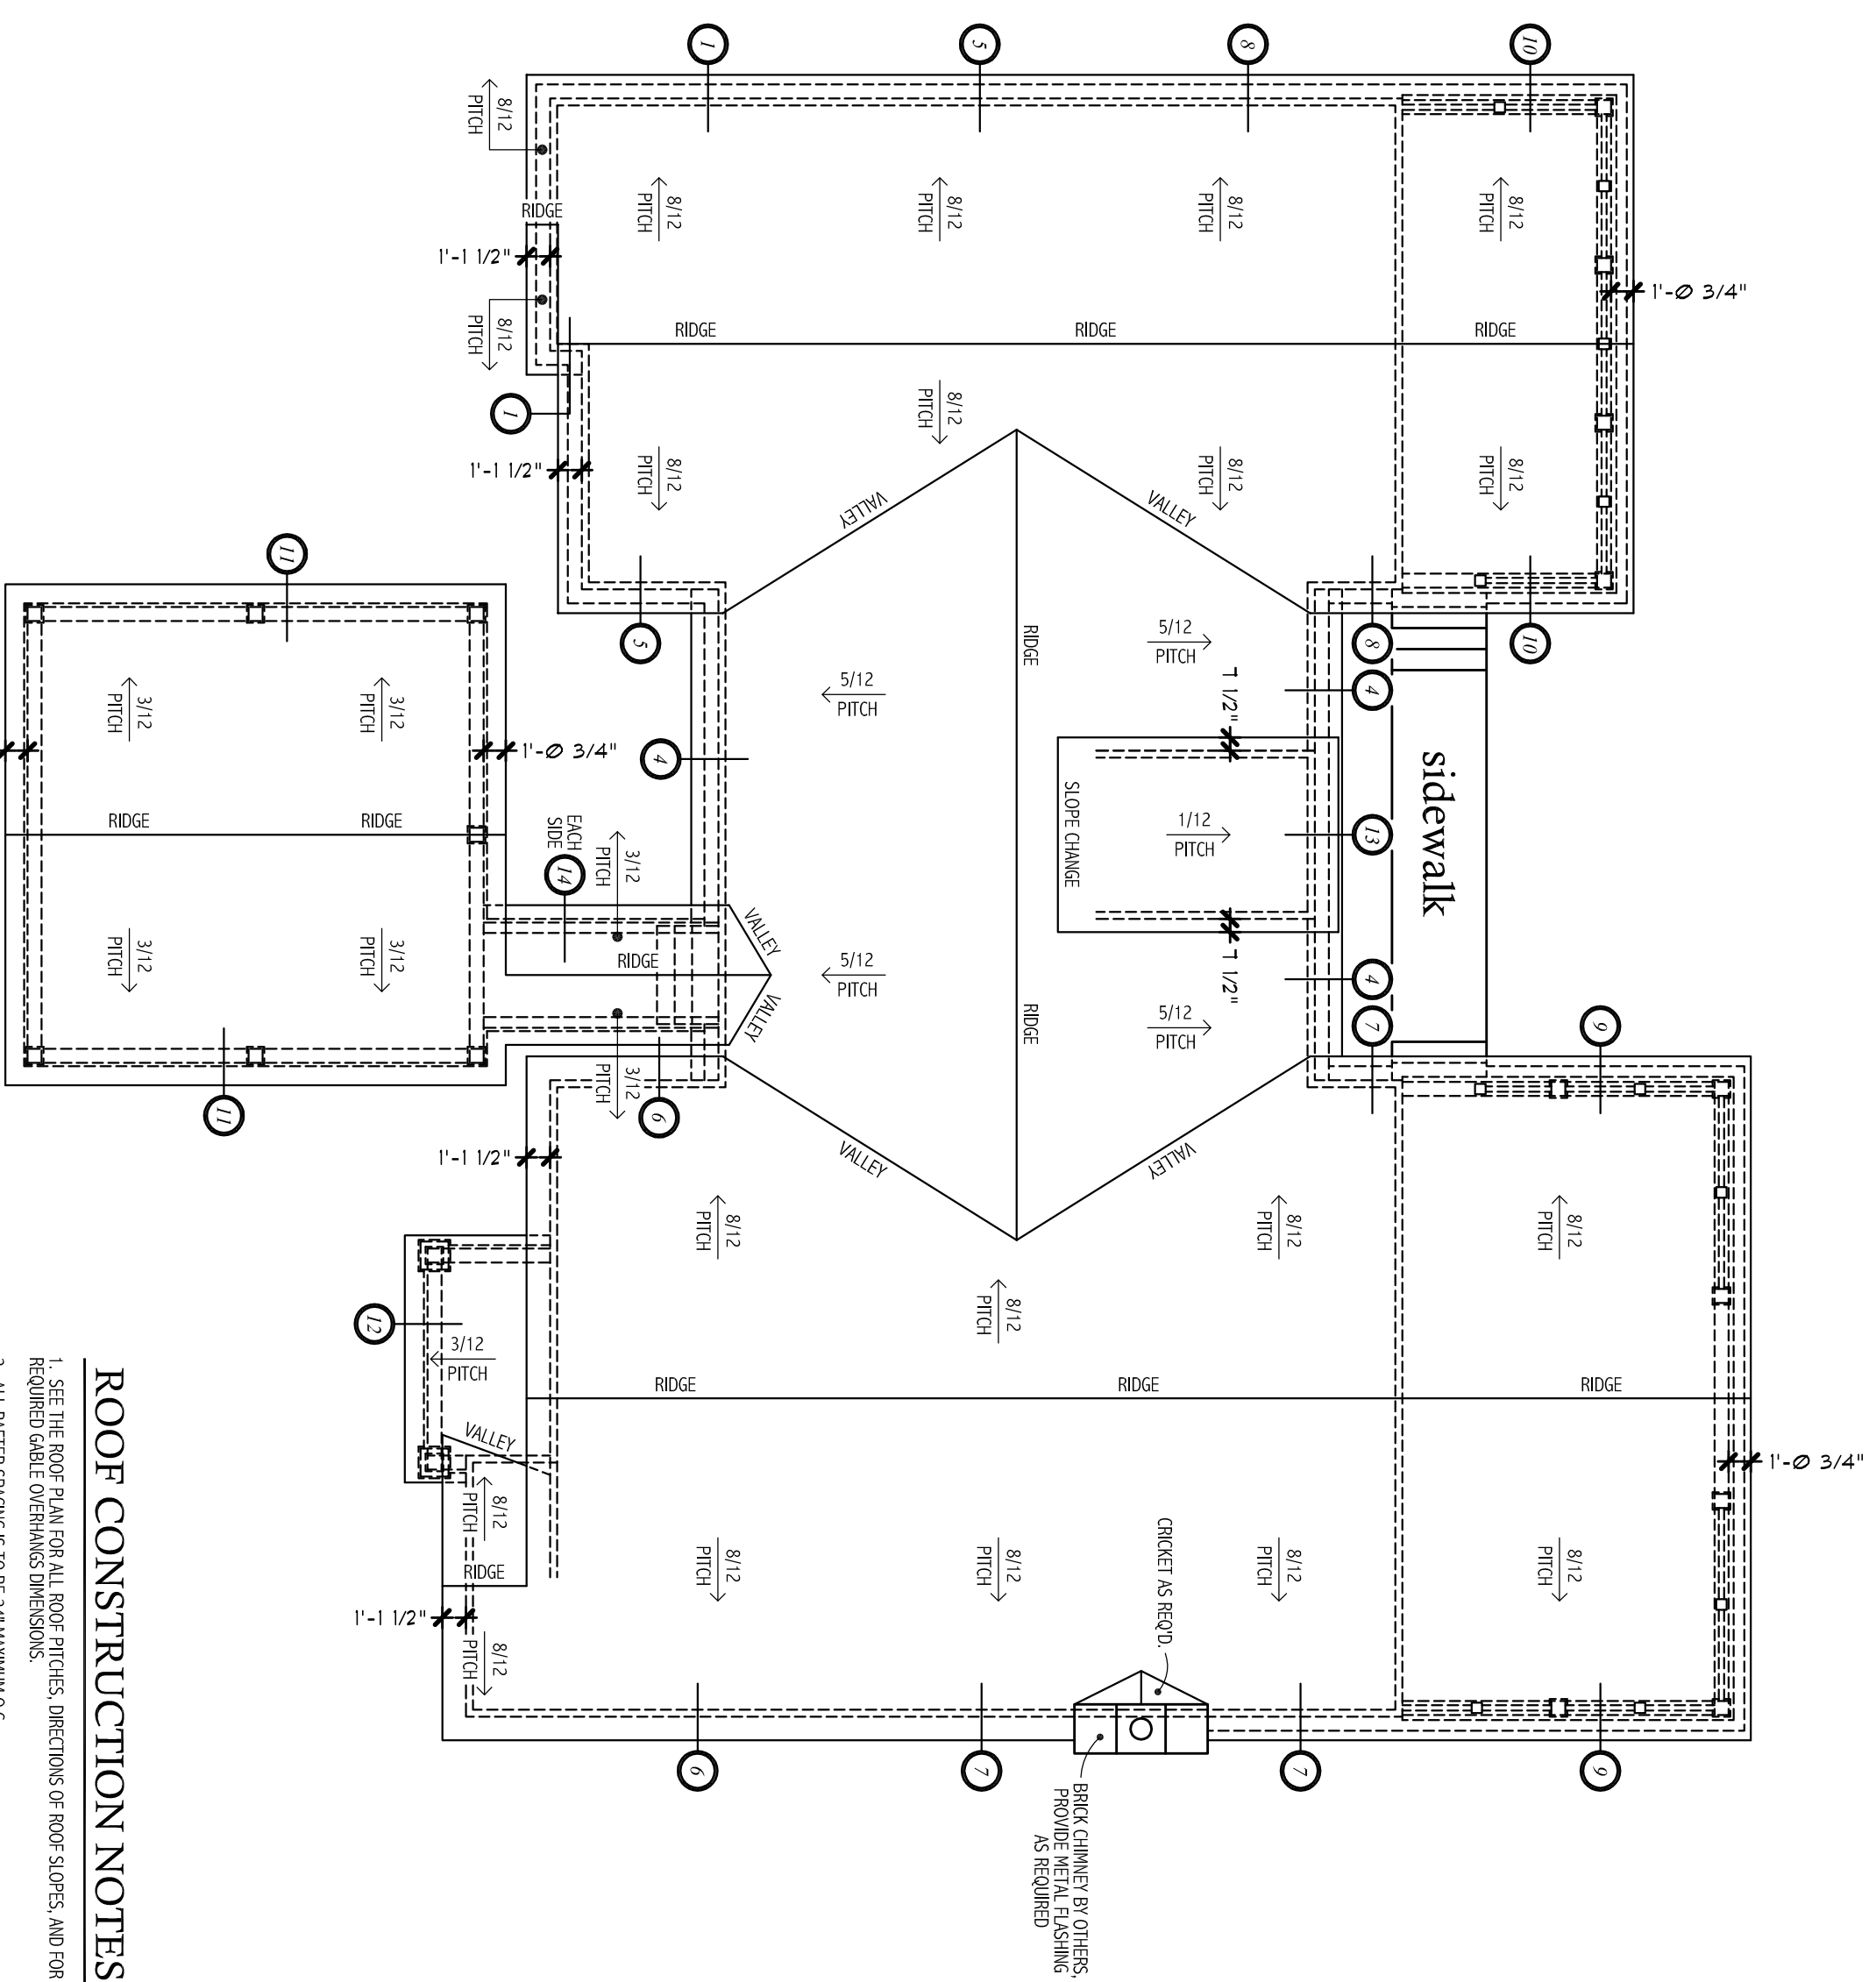 1
5
8
10
8/12
PITCH
8/12
PITCH
8/12
PITCH
8/12
PITCH
8/12
PITCH
RIDGE
1'-1 1/2"
1'-Ø 3/4"
8/12
PITCH
RIDGE
RIDGE
RIDGE
1
8/12
PITCH
1'-1 1/2"
8/12
PITCH
8/12
PITCH
8/12
PITCH
VALLEY
VALLEY
11
5
RIDGE
5/12
PITCH
8
10
4
5/12
PITCH
7 1/2"
3/12
PITCH
3/12
PITCH
1'-Ø 3/4"
4
SLOPE CHANGE
1/12
PITCH
13
sidewalk
RIDGE
RIDGE
EACH
SIDE
14
3/12
PITCH
VALLEY
VALLEY
RIDGE
3/12
PITCH
3/12
PITCH
5/12
PITCH
7 1/2"
4
RIDGE
5/12
PITCH
7
9
11
3/12
PITCH
6
1'-1 1/2"
VALLEY
VALLEY
8/12
PITCH
8/12
PITCH
8/12
PITCH
8/12
PITCH
12
3/12
PITCH
RIDGE
RIDGE
RIDGE
VALLEY
1'-Ø 3/4"
8/12
PITCH
RIDGE
8/12
PITCH
8/12
PITCH
8/12
PITCH
8/12
PITCH
1'-1 1/2"
8/12
PITCH
CRICKET AS REQ'D.
6
7
7
9
BRICK CHIMNEY BY OTHERS,
PROVIDE METAL FLASHING
AS REQUIRED
ROOF CONSTRUCTION NOTES
1. SEE THE ROOF PLAN FOR ALL ROOF PITCHES, DIRECTIONS OF ROOF SLOPES, AND FOR
REQUIRED GABLE OVERHANGS DIMENSIONS.